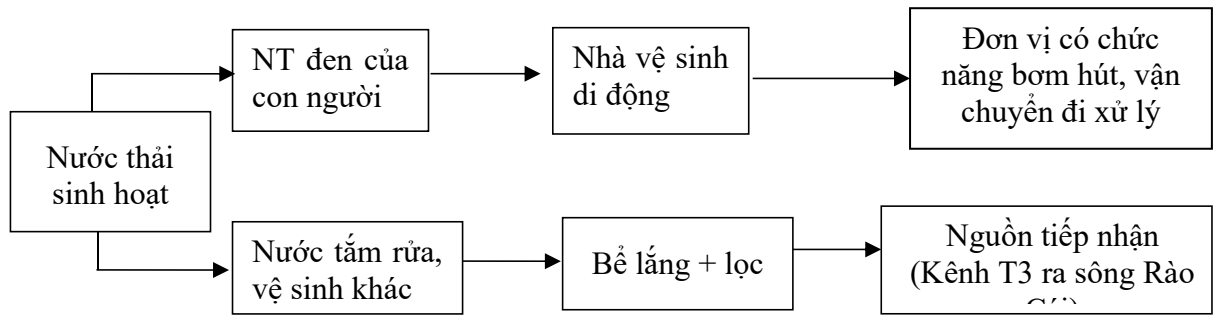 NT đen của
con người
Nhà vệ sinh
di động
Đơn vị có chức
năng bơm hút, vận
chuyển đi xử lý
Nước thải
sinh hoạt
Nước tắm rửa,
vệ sinh khác
Bể lắng + lọc
Nguồn tiếp nhận
(Kênh T3 ra sông Rào